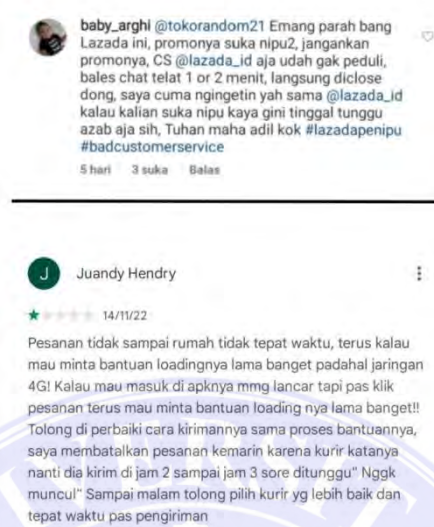 baby_arghi @tokorandom21 Emang parah bang
Lazada ini, promonya suka nipu2, jangankan
promonya, CS @lazada_id aja udah gak peduli,
bales chat telat 1 or 2 menit, langsung diclose
dong, saya cuma ngingetin yah sama @lazada_id
kalau kalian suka nipu kaya gini tinggal tunggu
azab aja sih, Tuhan maha adil kok #lazadapenipu
#badcustomerservice
5 hari 3 suka Balas
J Juandy Hendry
14/11/22
Pesanan tidak sampai rumah tidak tepat waktu, terus kalau
mau minta bantuan loadingnya lama banget padahal jaringan
4G! Kalau mau masuk di apknya mmg lancar tapi pas klik
pesanan terus mau minta bantuan loading nya lama banget!!
Tolong di perbaiki cara kirimannya sama proses bantuannya,
saya membatalkan pesanan kemarin karena kurir katanya
nanti dia kirim di jam 2 sampai jam 3 sore ditunggu" Nggk
muncul" Sampai malam tolong pilih kurir yg lebih baik dan
tepat waktu pas pengiriman